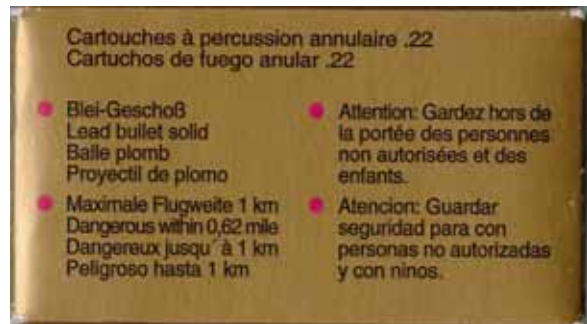 Cartouches à percussion annulaire .22
Cartuchos de fuego anular .22
Blei-Geschoß
Lead bullet solid
Balle plomb
Proyectil de plomo
Maximale Flugweite 1 km
Dangerous within 0,62 mile
Dangereux jusqu´à 1 km
Peligroso hasta 1 km
Attention: Gardez hors de
la portée des personnes
non autorisées et des
enfants.
Atencion: Guardar
seguridad para con
personas no autorizadas
y con ninos.